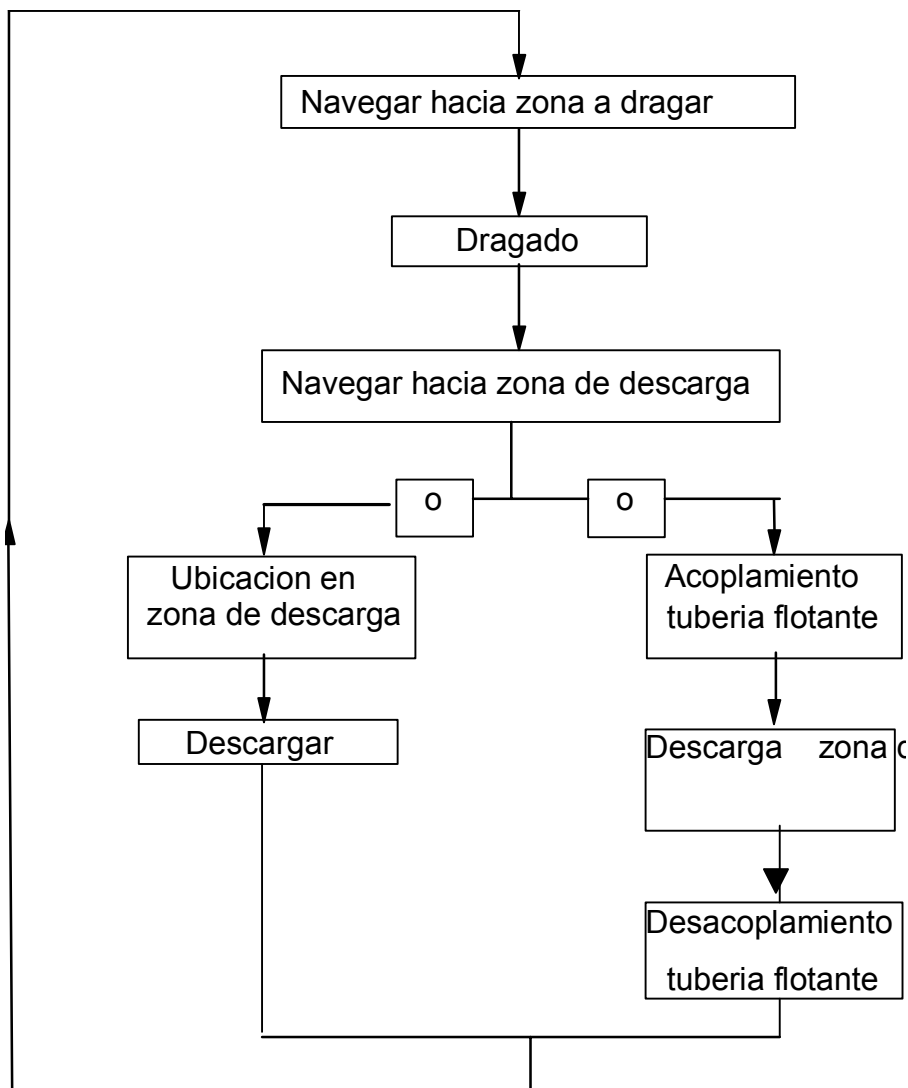 Navegar hacia zona a dragar
Dragado
Navegar hacia zona de descarga
o
o
Ubicacion en
zona de descarga
Acoplamiento
tuberia flotante
Descargar
Descarga zona
Desacoplamiento
tuberia flotante